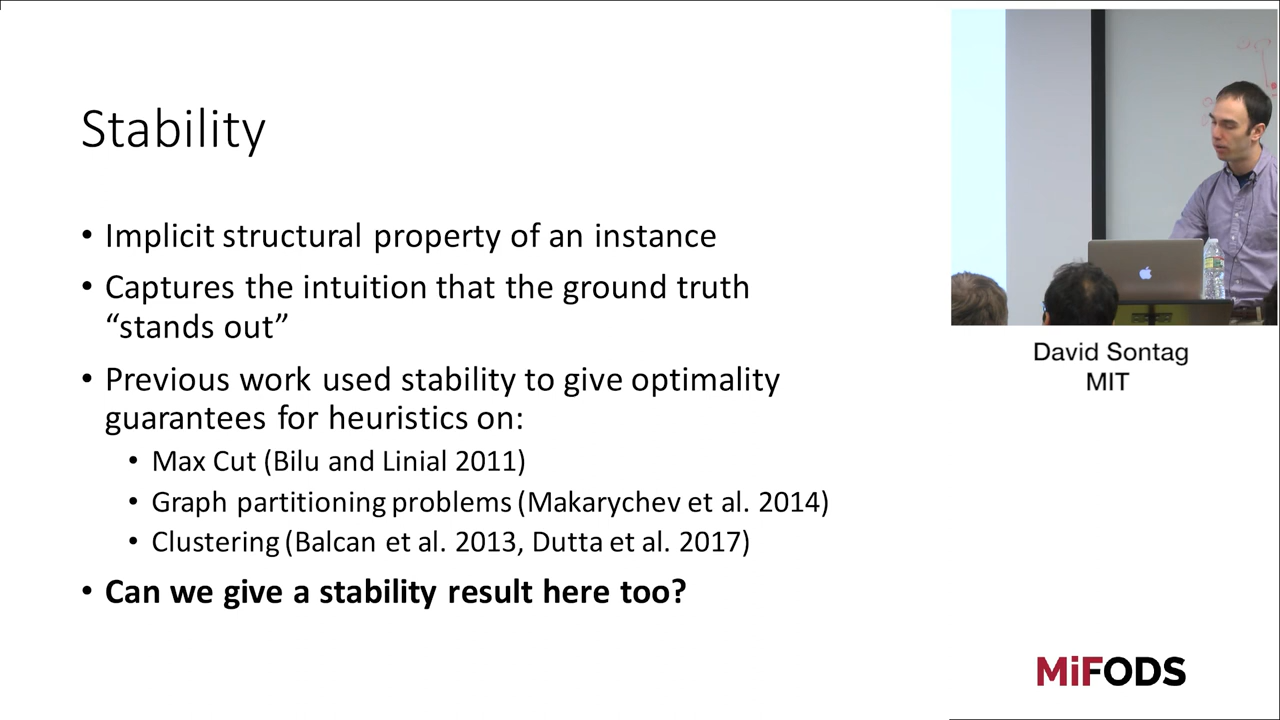 Stability
• Implicit structural property of an instance
• Captures the intuition that the ground truth
“stands out”
• Previous work used stability to give optimality
guarantees for heuristics on:
• Max Cut (Bilu and Linial 2011)
• Graph partitioning problems (Makarychev et al. 2014)
• Clustering (Balcan et al. 2013, Dutta et al. 2017)
• Can we give a stability result here too?
David Sontag
MIT
MiFODS